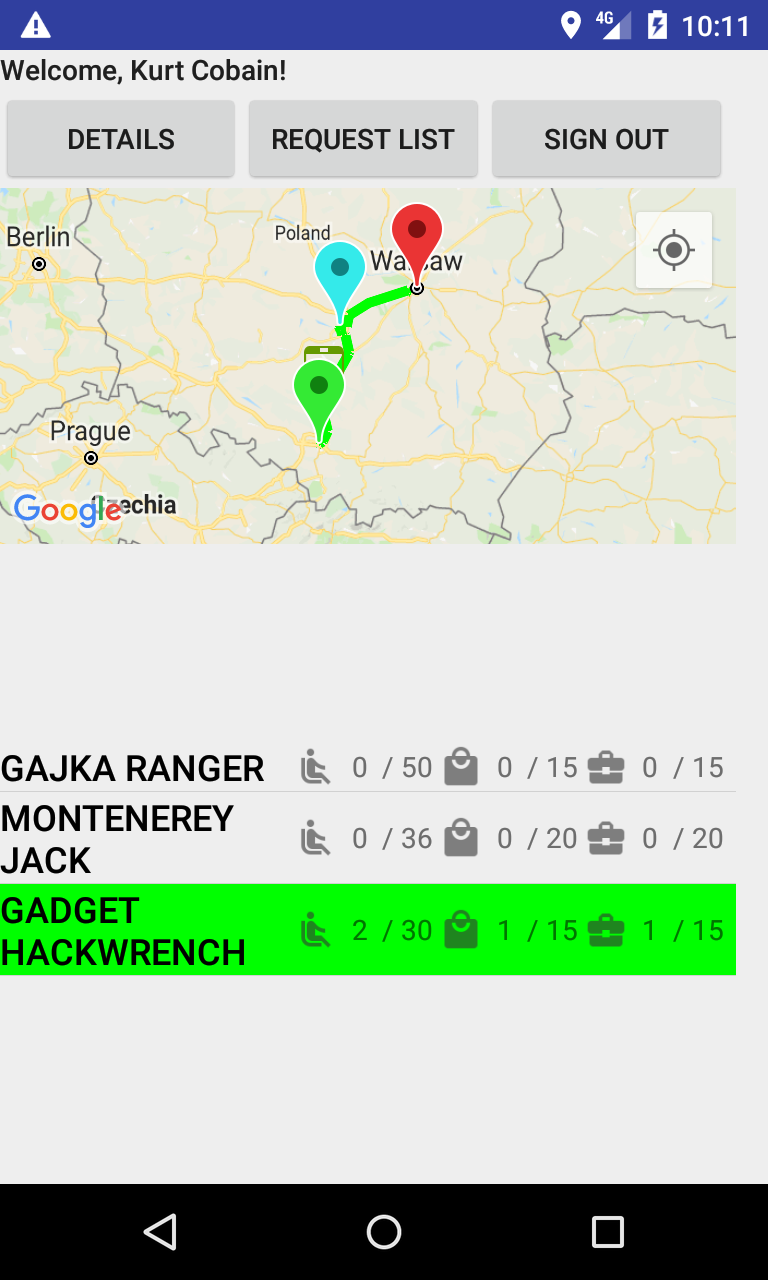 4G 10:11
Welcome, Kurt Cobain!
DETAILS REQUEST LIST SIGN OUT
Berlin
Poland
Warsaw
Prague
Google
Czechia
GAJKA RANGER 0 / 50 0 / 15 0 / 15
MONTENEREY
JACK
0 / 36 0 / 20 0 / 20
GADGET
HACKWRENCH
2 / 30 1 / 15 1 / 15